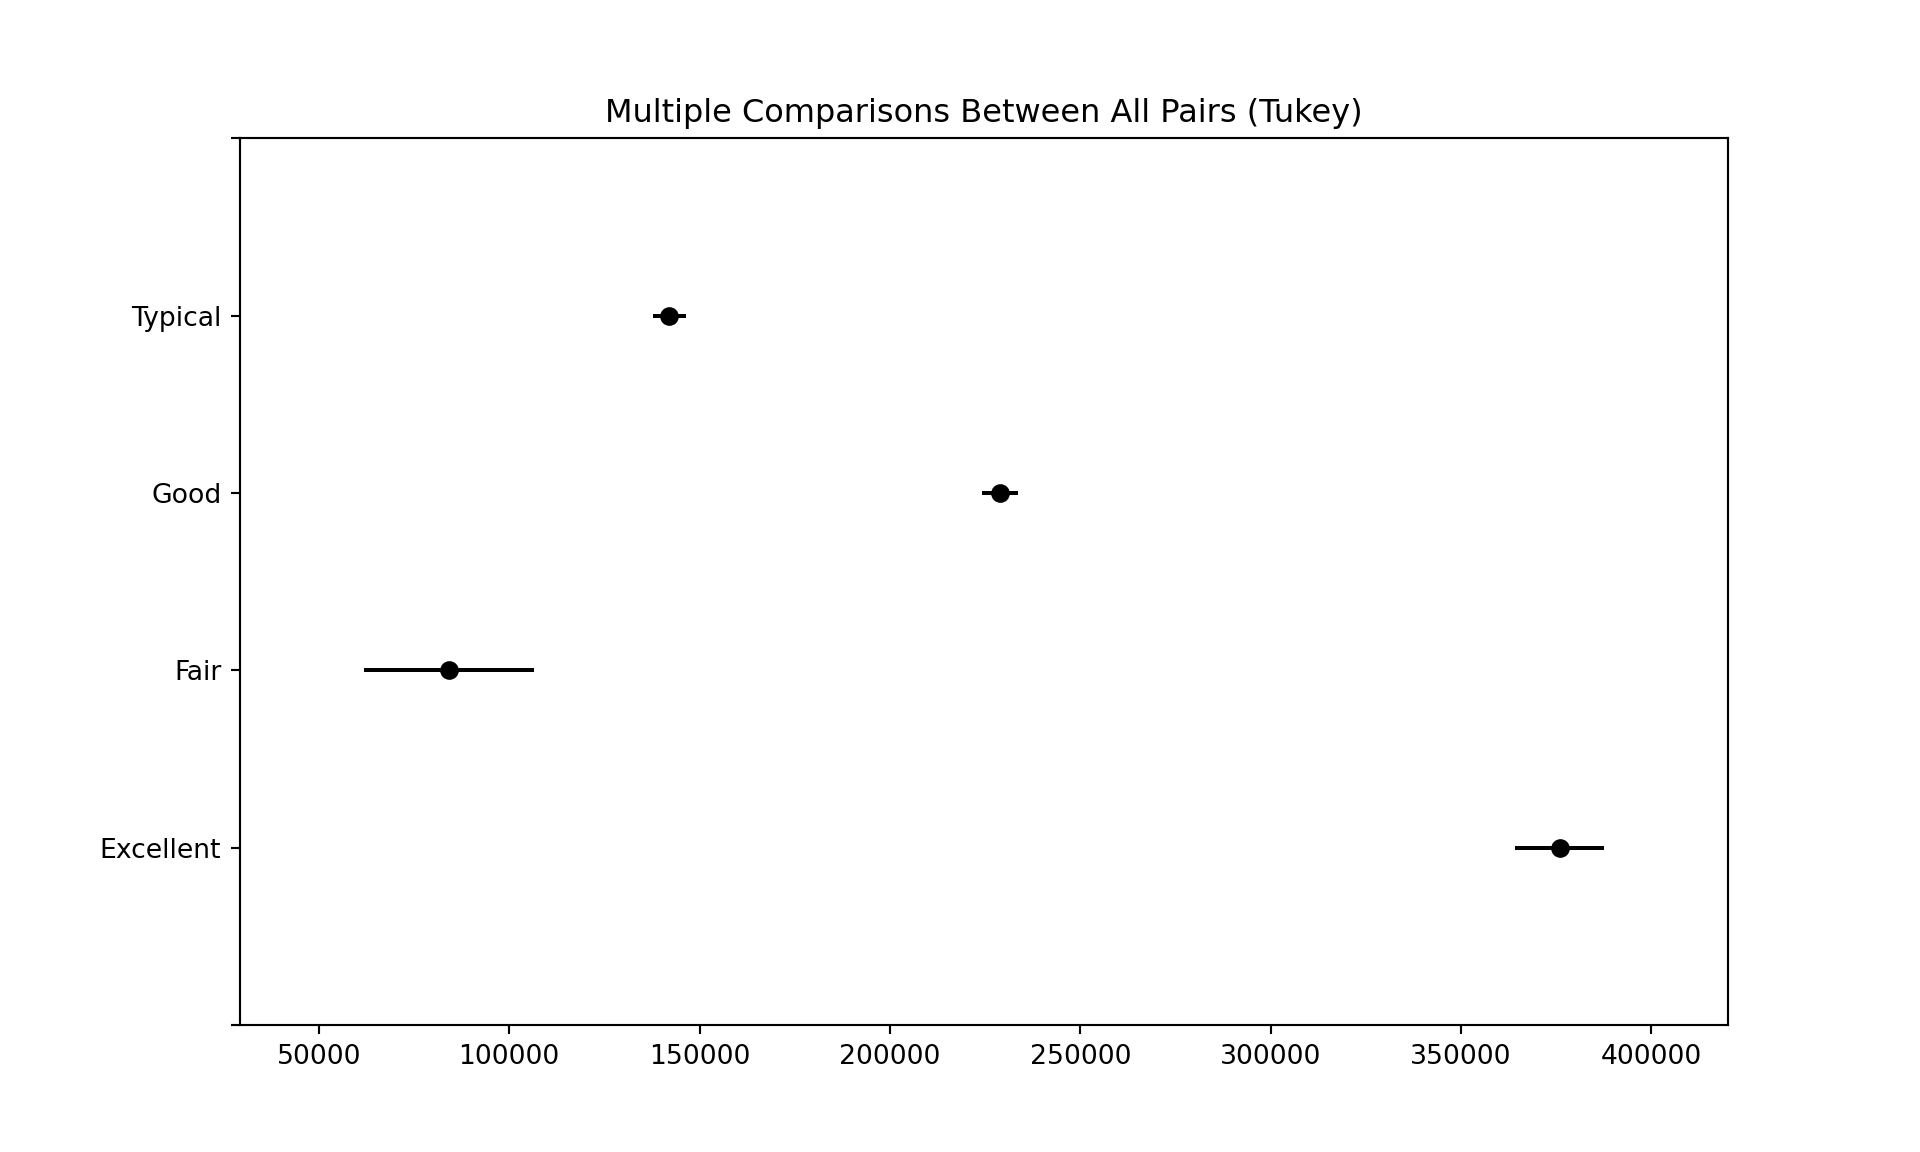 Multiple Comparisons Between All Pairs (Tukey)
Typical
Good
Fair
Excellent
50000 100000 150000 200000 250000 300000 350000 400000